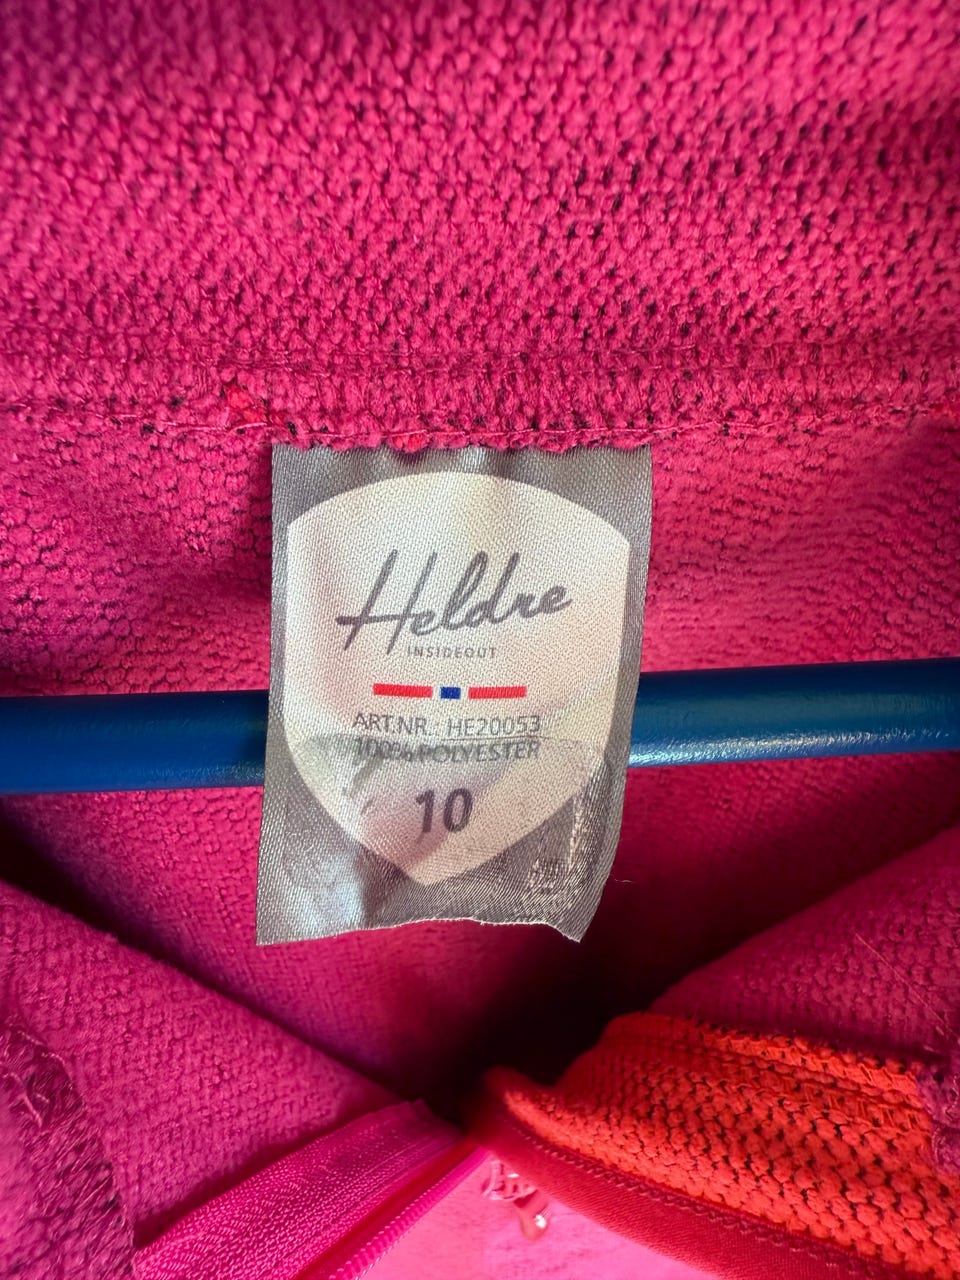 Heldre
INSIDEOUT
ART.NR.: HE20053
100% POLYESTER
10